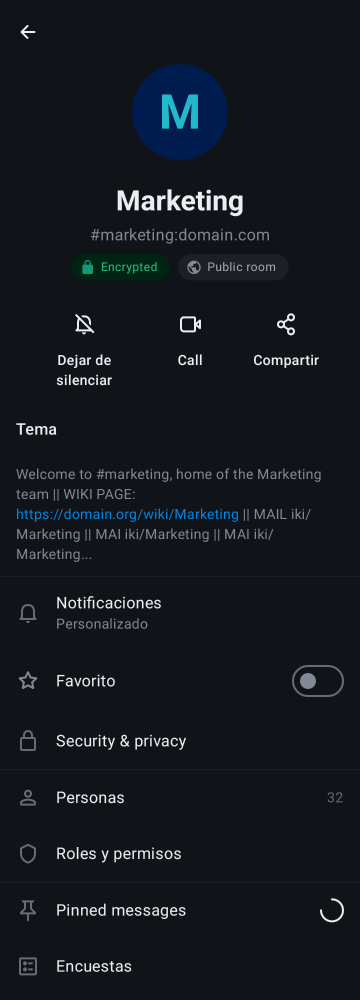 M
Marketing
#marketing:domain.com
Encrypted
Public room
Dejar de
silenciar
Call
Compartir
Tema
Welcome to #marketing, home of the Marketing
team || WIKI PAGE:
https://domain.org/wiki/Marketing || MAIL iki/
Marketing || MAI iki/Marketing || MAI iki/
Marketing...
Notificaciones
Personalizado
Favorito
Security & privacy
Personas
32
Roles y permisos
Pinned messages
Encuestas